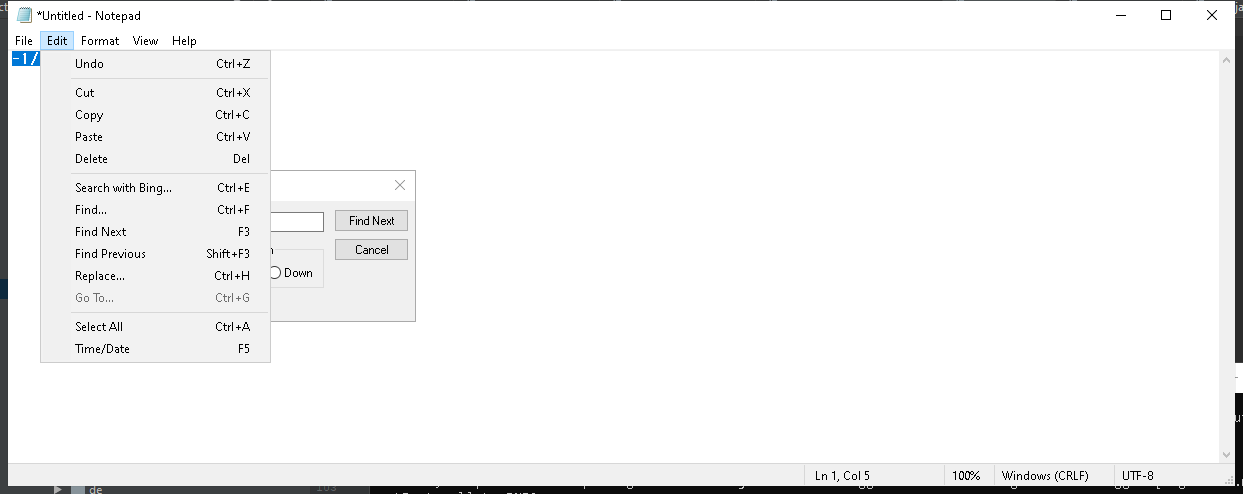 *Untitled - Notepad
File Edit Format View Help
-1/
Undo Ctrl+Z
Cut Ctrl+X
Copy Ctrl+C
Paste Ctrl+V
Delete Del
Search with Bing... Ctrl+E
Find... Ctrl+F
Find Next F3
Find Previous Shift+F3
Replace... Ctrl+H
Go To... Ctrl+G
Select All Ctrl+A
Time/Date F5
Find Next
Cancel
Down
Ln 1, Col 5 100% Windows (CRLF) UTF-8
de 103